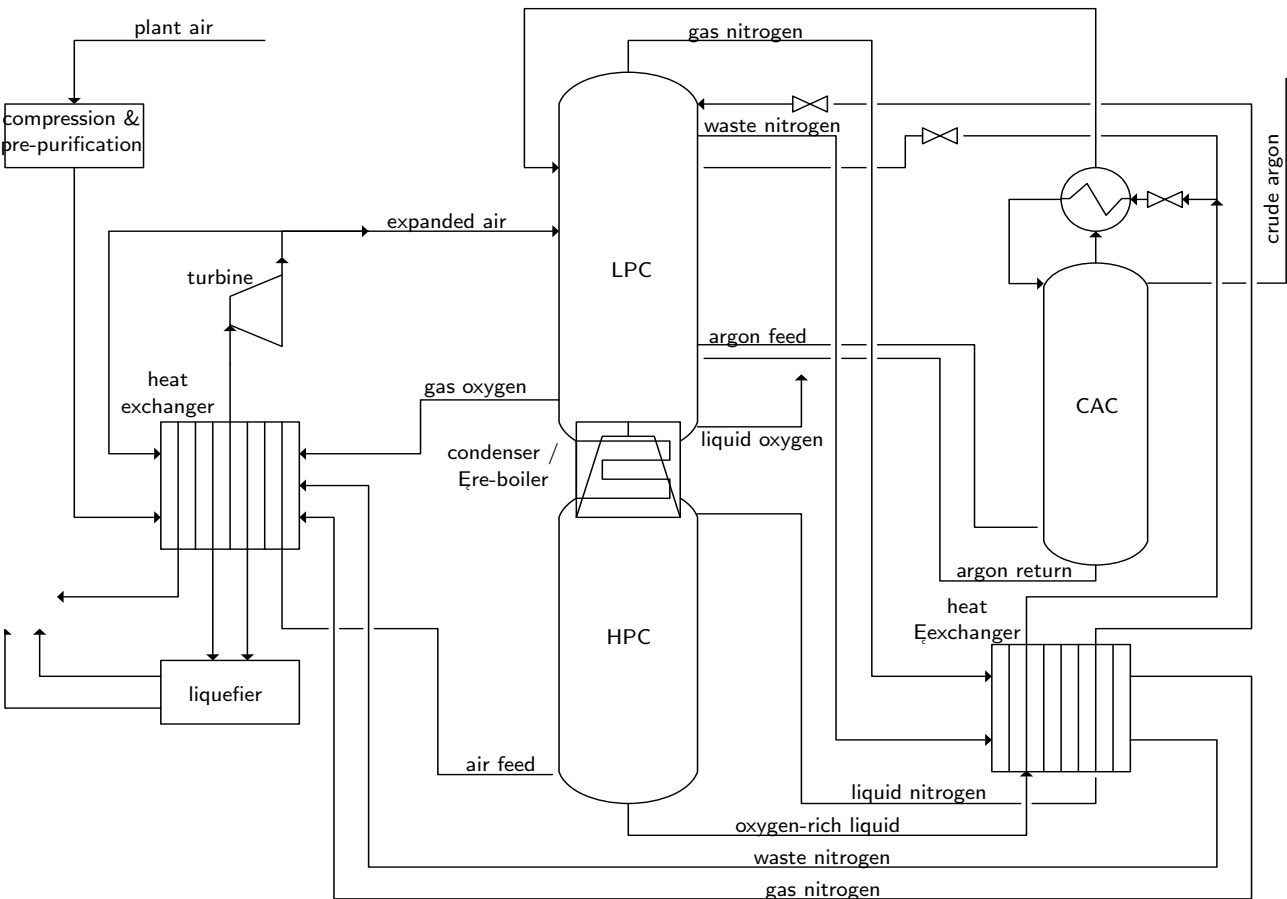 plant air
gas nitrogen
compression &
pre-purification
waste nitrogen
crude argon
expanded air
LPC
turbine
argon feed
heat
exchanger
gas oxygen
CAC
liquid oxygen
condenser /
Ęre-boiler
argon return
heat
Ęexchanger
HPC
liquefier
air feed
liquid nitrogen
oxygen-rich liquid
waste nitrogen
gas nitrogen